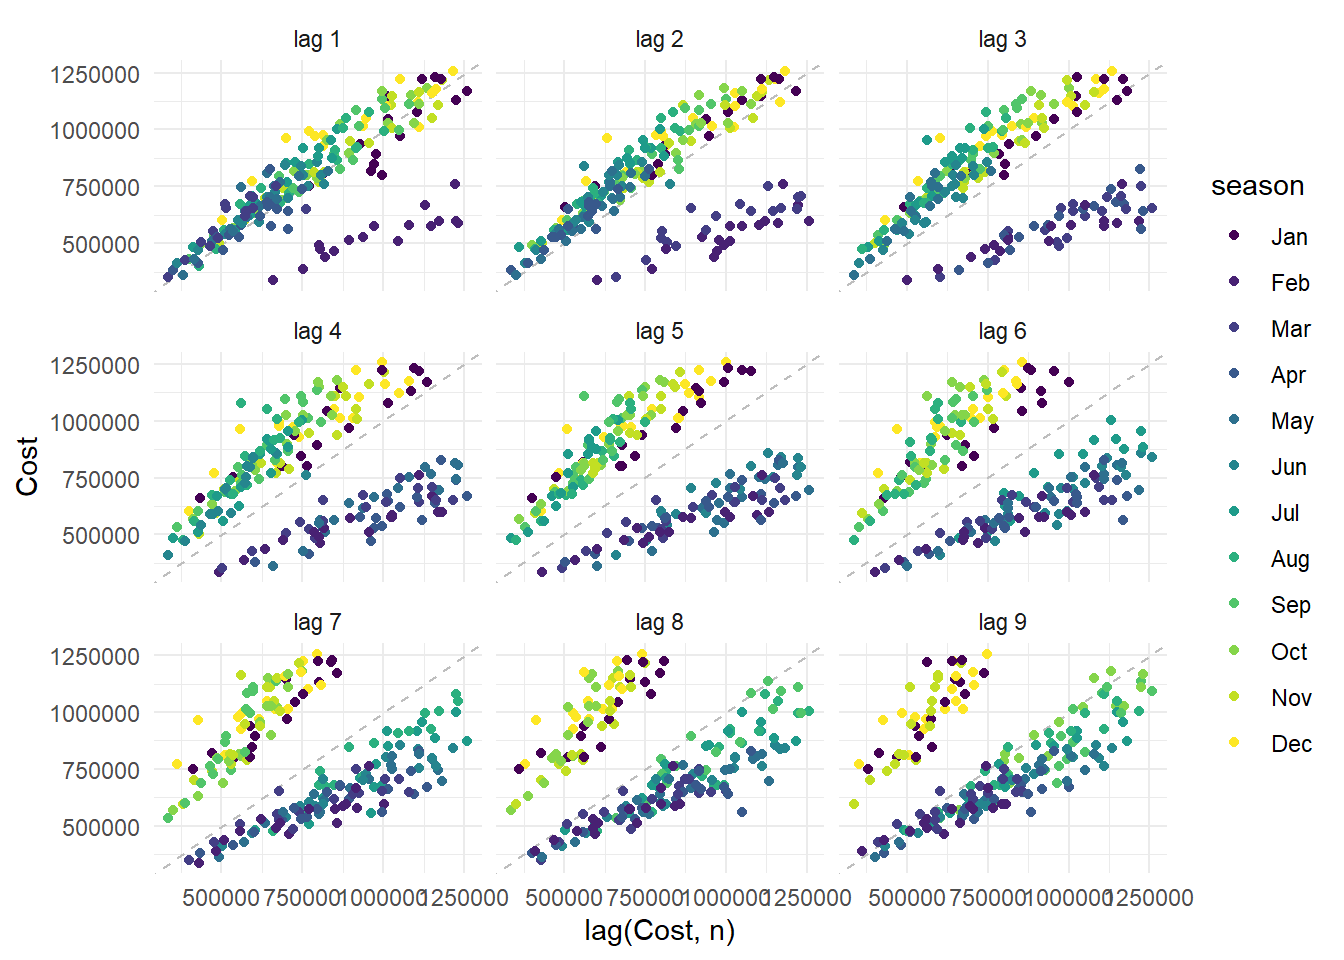 lag 1
lag 2
lag 3
1250000
1000000
750000
500000
lag 4
lag 5
lag 6
1250000
1000000
750000
500000
lag 7
lag 8
lag 9
1250000
1000000
750000
500000
500000 750000 1000000 1250000
500000 750000 1000000 1250000
500000 750000 1000000 1250000
lag(Cost, n)
Cost
season
Jan
Feb
Mar
Apr
May
Jun
Jul
Aug
Sep
Oct
Nov
Dec